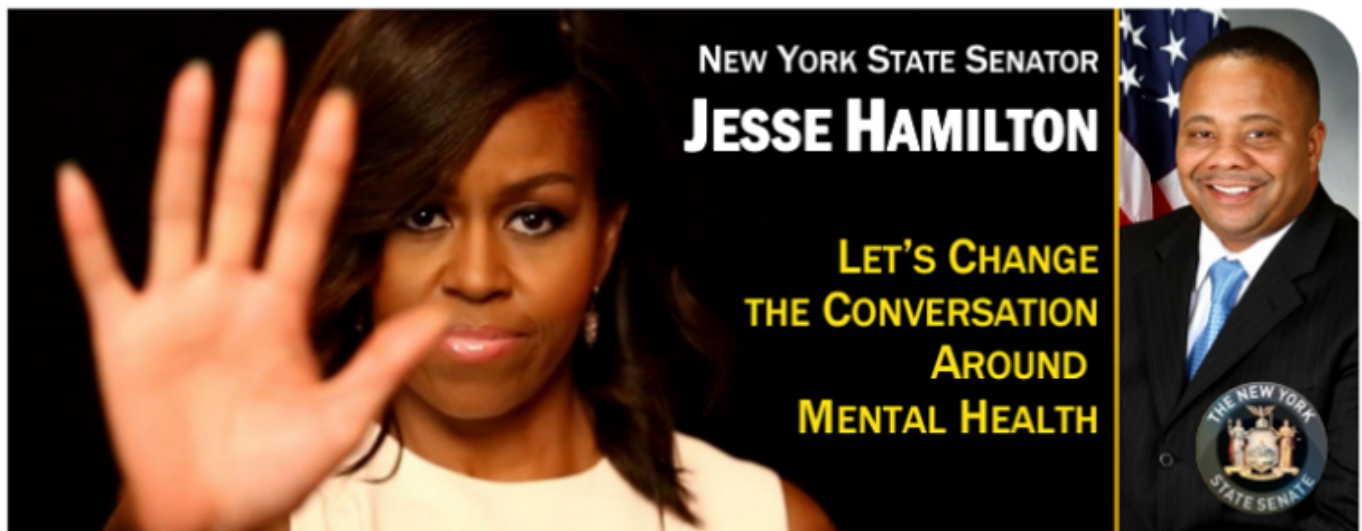 NEW YORK STATE SENATOR
JESSE HAMILTON
LET'S CHANGE
THE CONVERSATION
AROUND
MENTAL HEALTH
THE NEW YORK
STATE SENATE